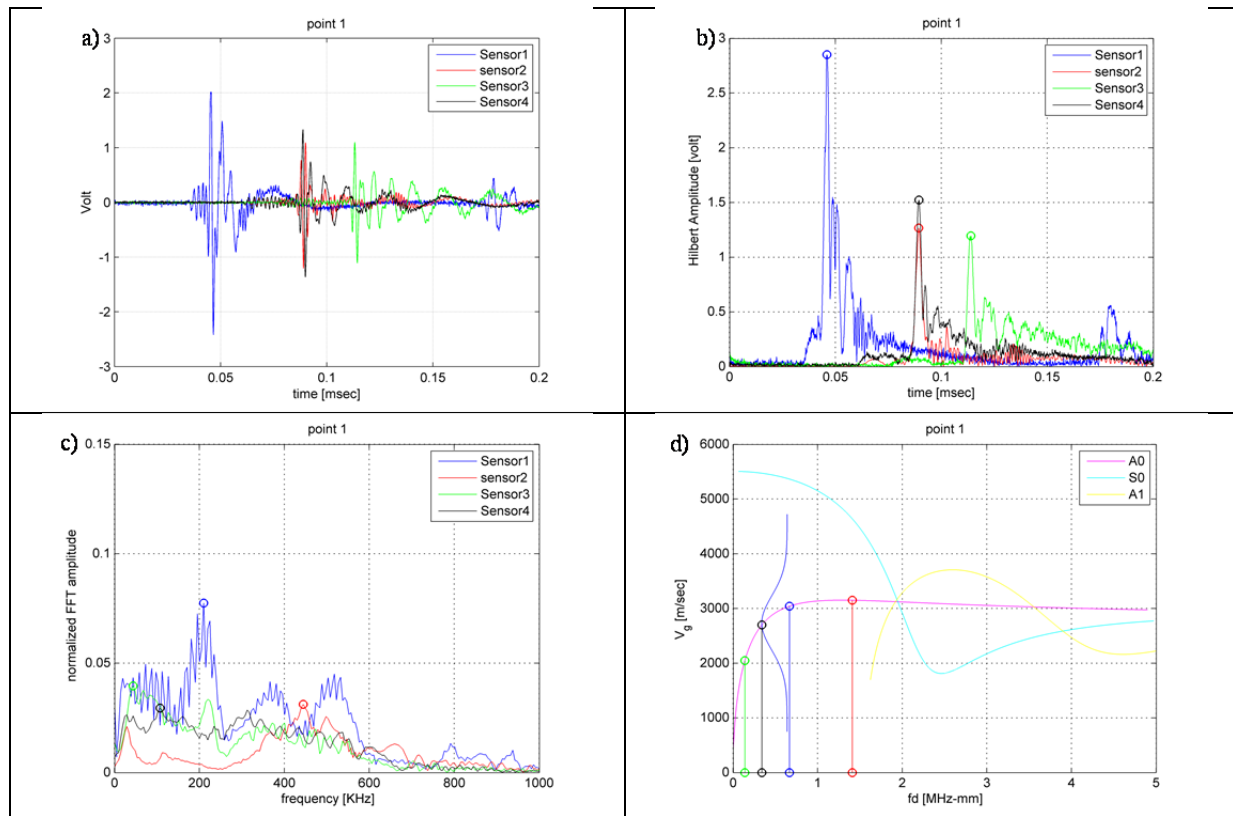 a)
point 1
3
2
1
0
-1
-2
-3
Volt
0
0.05
0.1
0.15
0.2
time [msec]
Sensor1
sensor2
Sensor3
Sensor4
b)
point 1
3
2.5
2
1.5
1
0.5
0
Hilbert Amplitude [volt]
0
0.05
0.1
0.15
0.2
time [msec]
Sensor1
sensor2
Sensor3
Sensor4
c)
point 1
0.15
0.1
0.05
0
normalized FFT amplitude
0
200
400
600
800
1000
frequency [KHz]
Sensor1
sensor2
Sensor3
Sensor4
d)
point 1
6000
5000
4000
3000
2000
1000
0
V_g [m/sec]
0
1
2
3
4
5
fd [MHz-mm]
A0
S0
A1